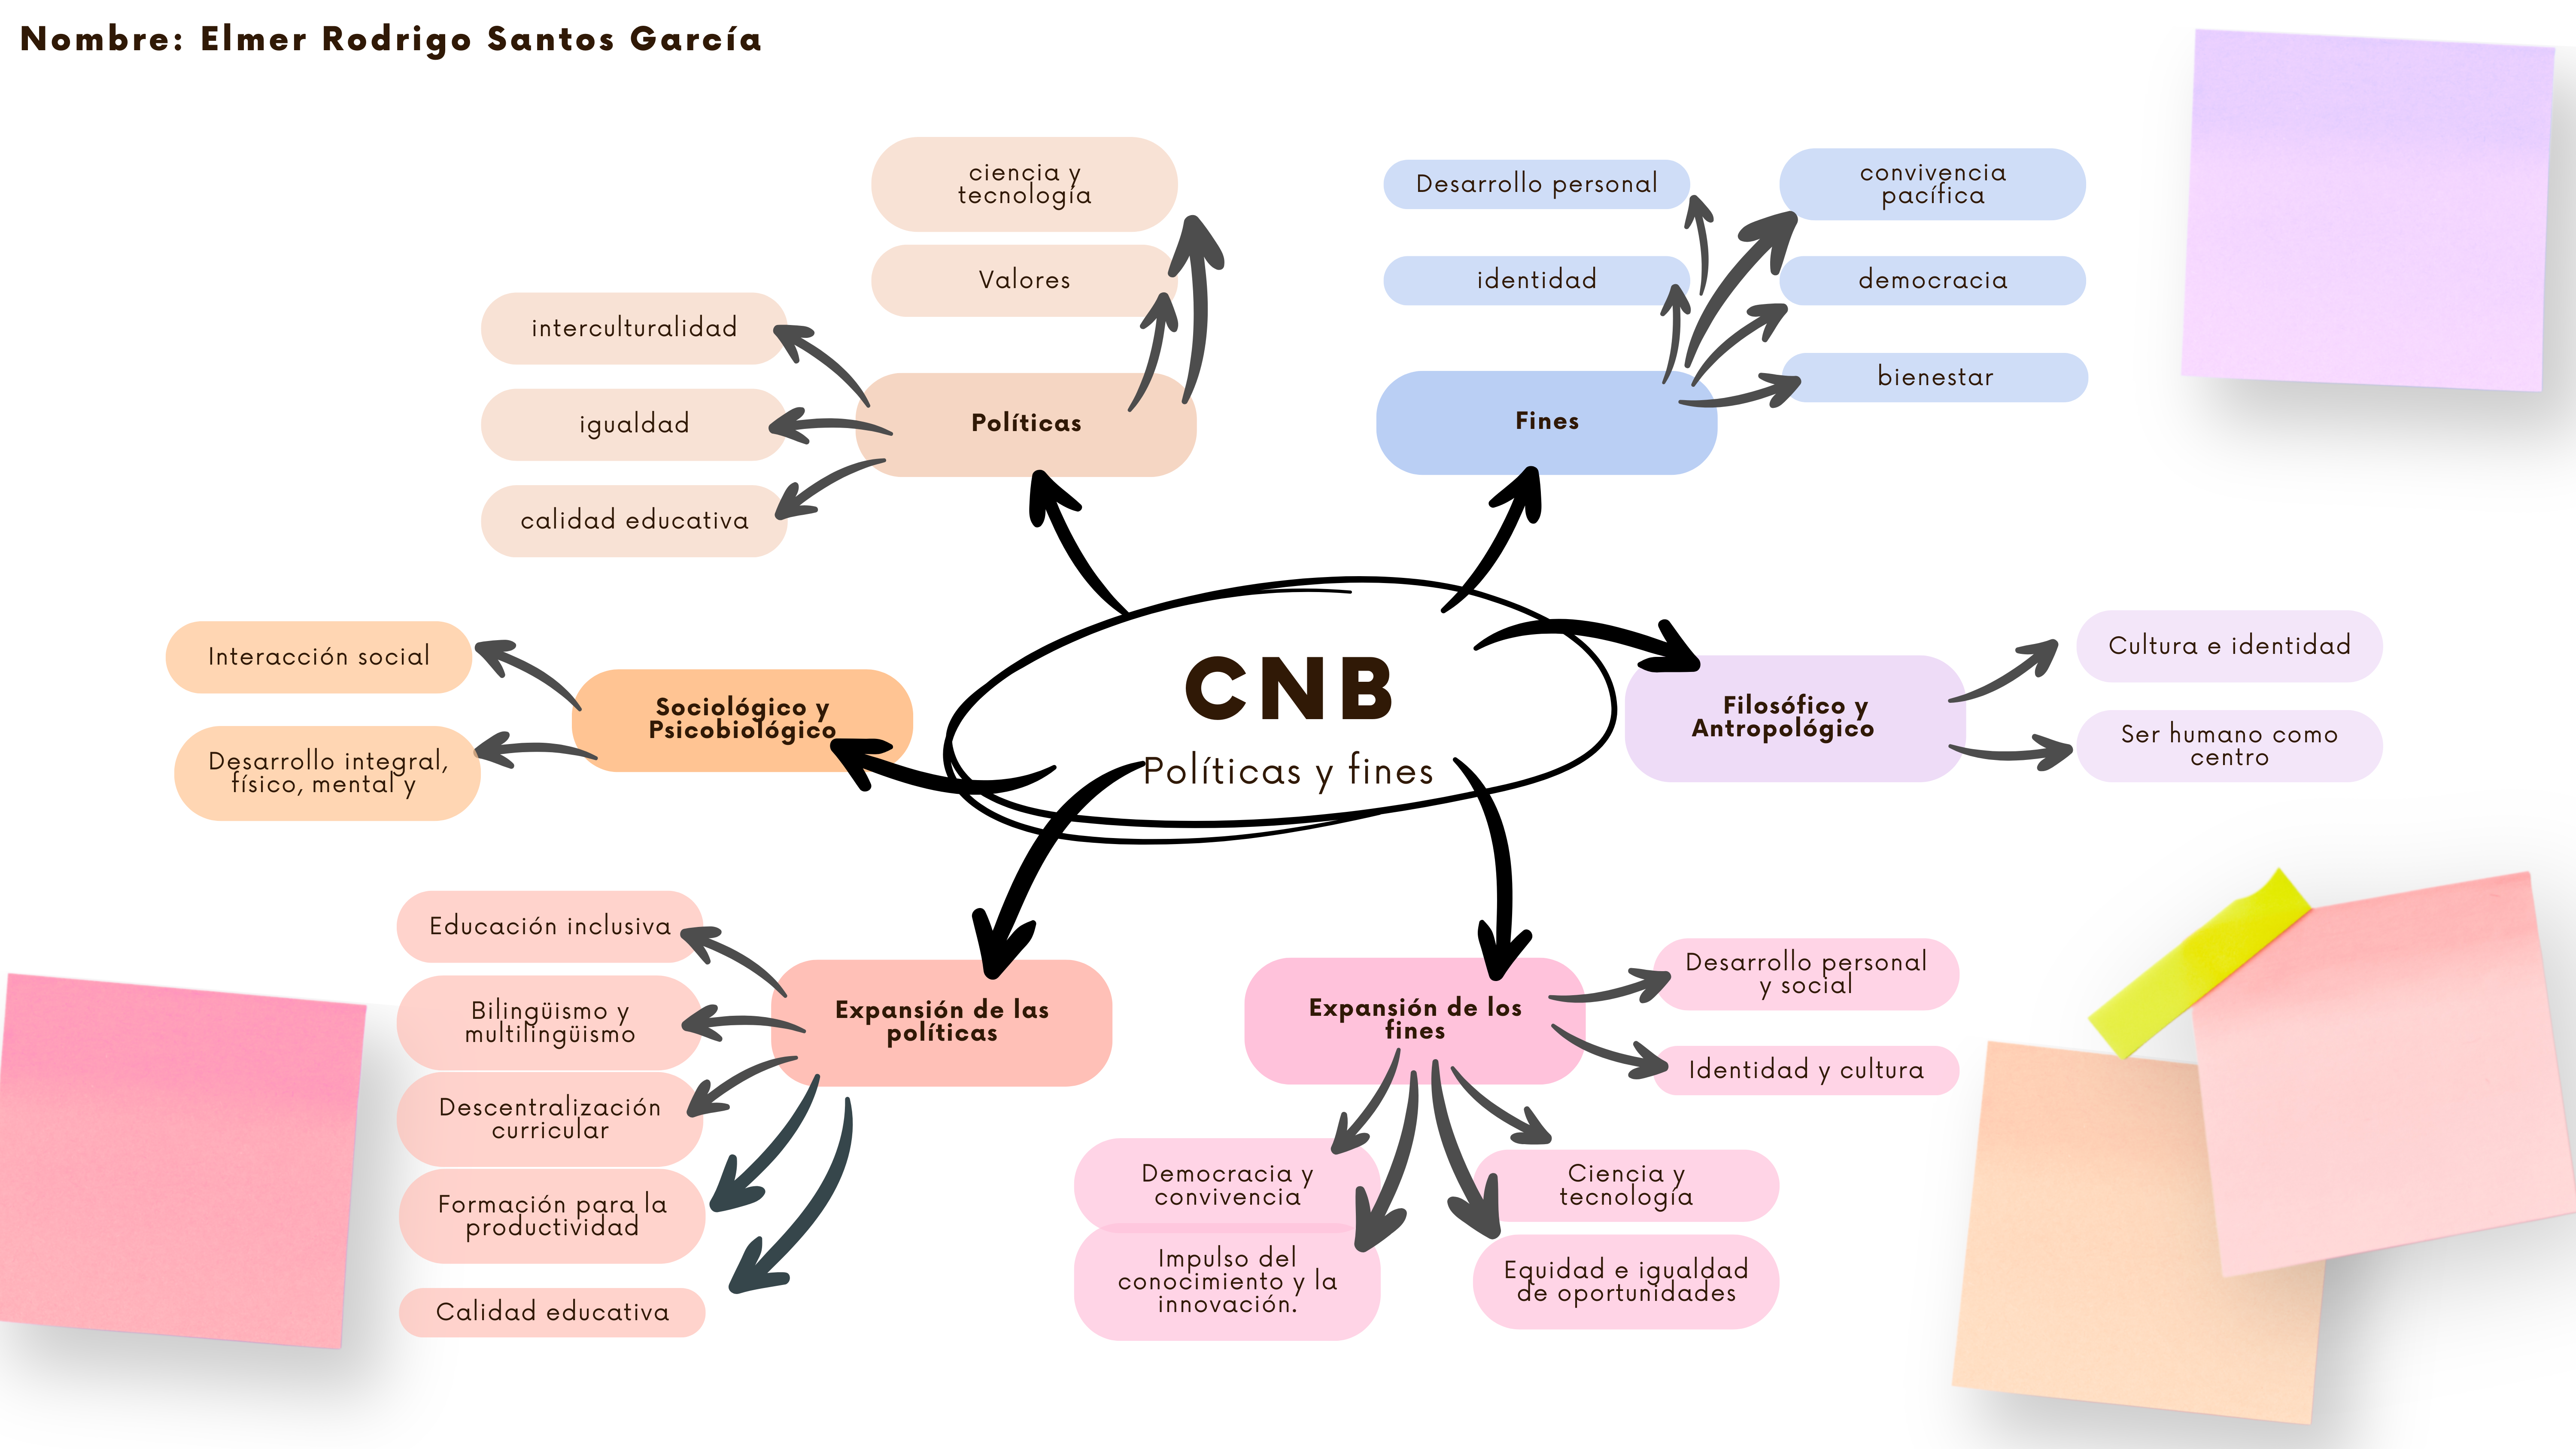 Nombre: Elmer Rodrigo Santos García
ciencia y
tecnología
Valores
interculturalidad
igualdad
calidad educativa
Políticas
Desarrollo personal
identidad
convivencia
pacífica
democracia
bienestar
Fines
Interacción social
Desarrollo integral,
físico, mental y
Sociológico y
Psicobiológico
CNB
Políticas y fines
Filosófico y
Antropológico
Cultura e identidad
Ser humano como
centro
Educación inclusiva
Bilingüismo y
multilingüismo
Descentralización
curricular
Formación para la
productividad
Calidad educativa
Expansión de las
políticas
Expansión de los
fines
Desarrollo personal
y social
Identidad y cultura
Democracia y
convivencia
Impulso del
conocimiento y la
innovación.
Ciencia y
tecnología
Equidad e igualdad
de oportunidades